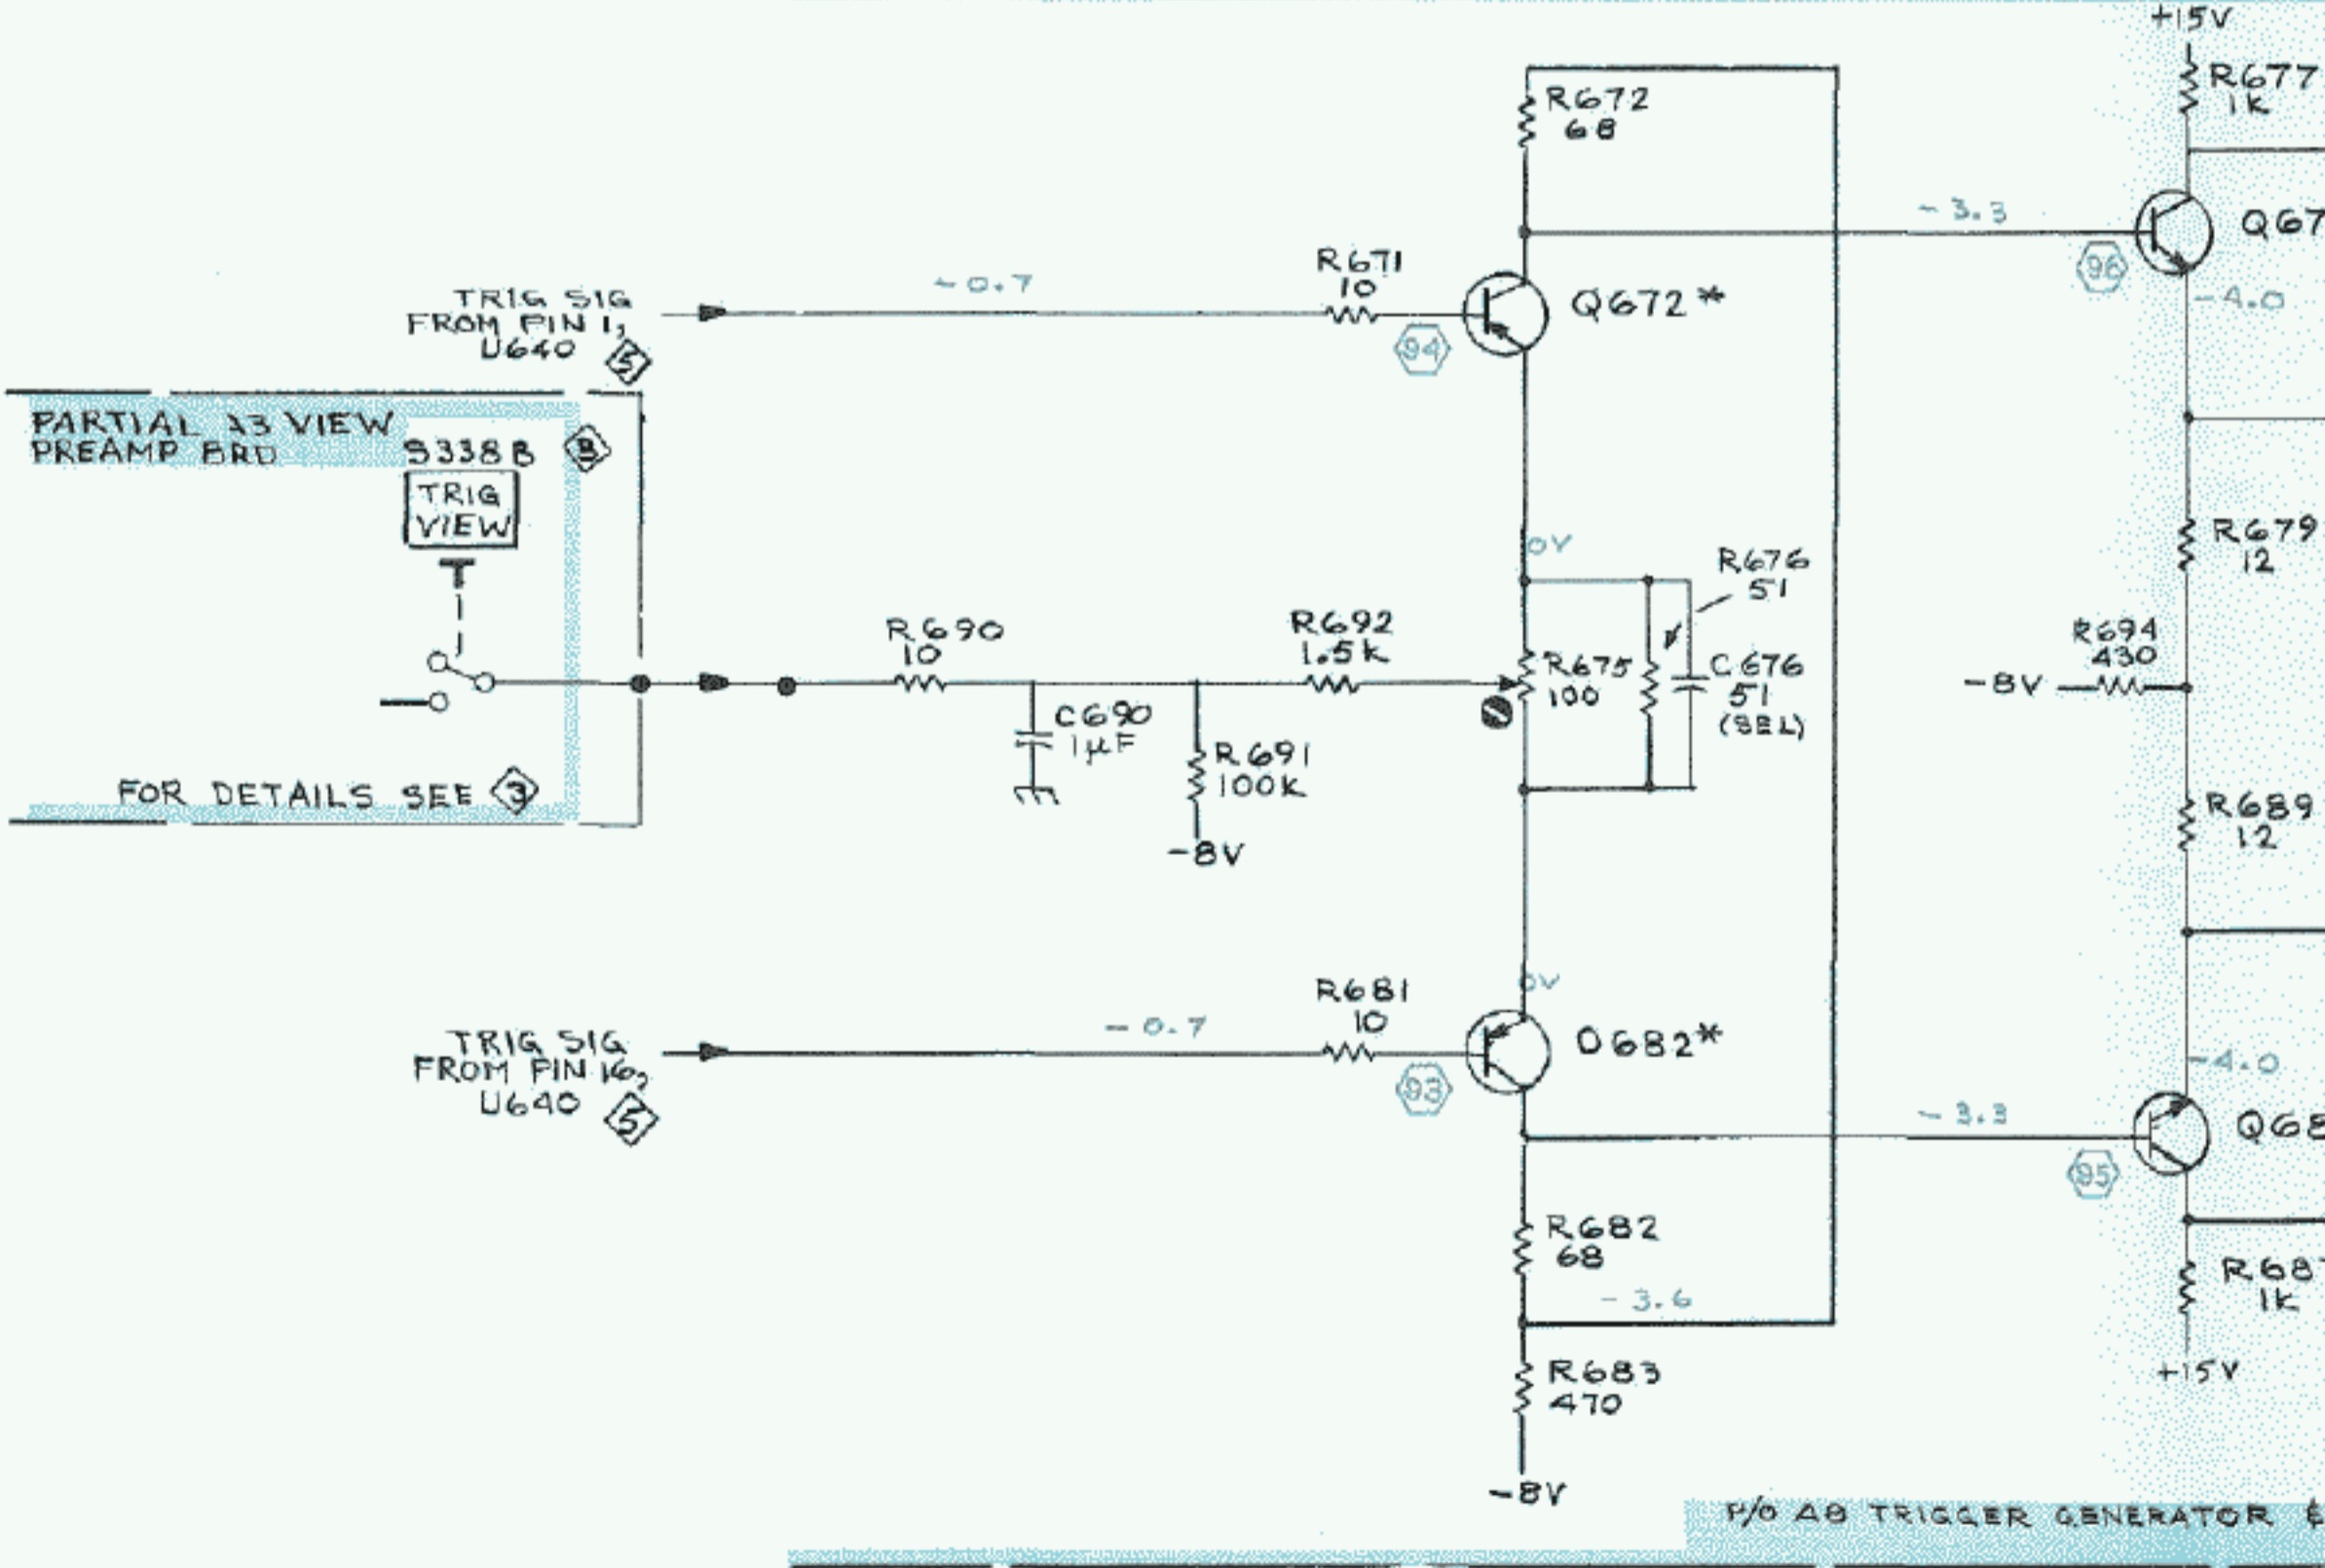 +15V
R677
1K
R672
68
-3.3
Q67
96
-4.0
R671
10
-0.7
TRIG SIG
FROM PIN 1,
U640
5
Q672*
94
PARTIAL A3 VIEW
PREAMP BRD
S338B
3
TRIG
VIEW
0V
R676
51
R679
12
R690
10
R692
1.5K
R675
100
C676
51
(SEL)
R694
430
-8V
C690
1µF
R691
100K
-8V
FOR DETAILS SEE 3
R689
12
0V
R681
10
-0.7
TRIG SIG
FROM PIN 16,
U640
5
Q682*
93
-4.0
-3.3
Q68
95
R682
68
-3.6
R68
1K
R683
470
+15V
-8V
P/O A8 TRIGGER GENERATOR &